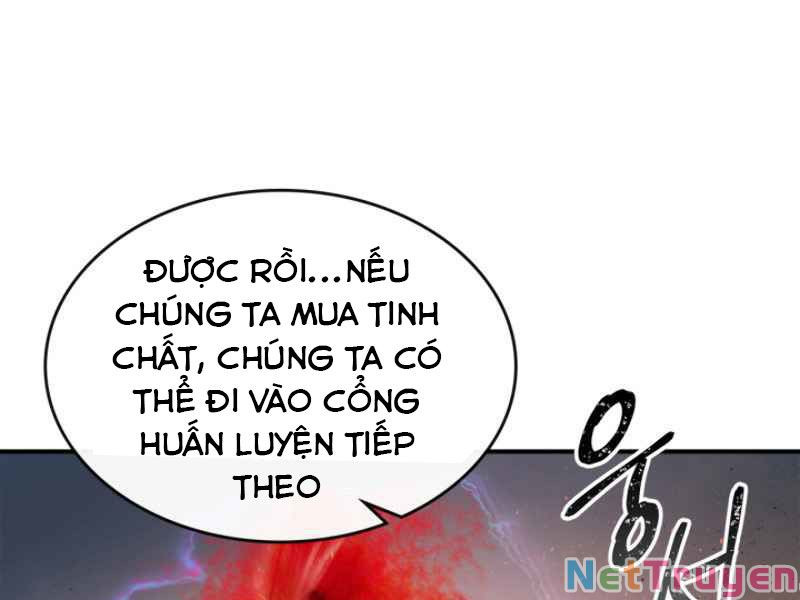 ĐƯỢC RỒI...NẾU
CHÚNG TA MUA TINH
CHẤT, CHÚNG TA CÓ
THỂ ĐI VÀO CỔNG
HUẤN LUYỆN TIẾP
THEO
NetTruyen